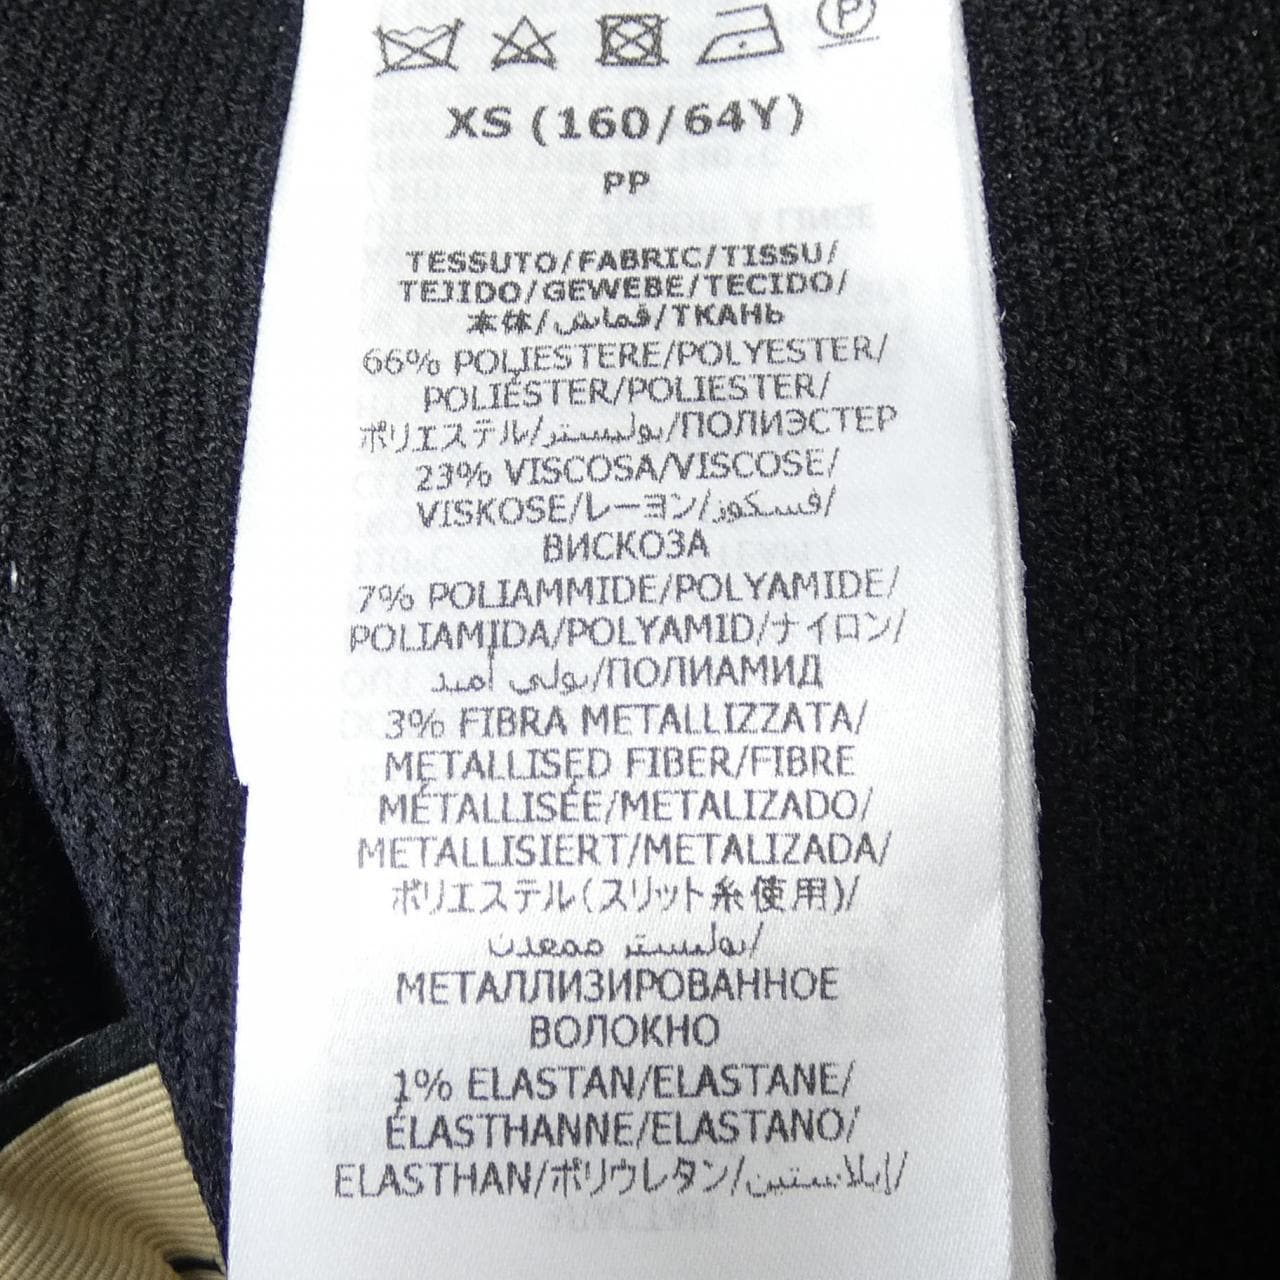 P
XS (160/64Y)
PP
TESSUTO/FABRIC/TISSU/
TEJIDO/GEWEBE/TECIDO/
本体/قماش/ТКАНЬ
66% POLIESTERE/POLYESTER/
POLIÉSTER/POLIESTER/
ポリエステル/بوليستر/ПОЛИЭСТЕР
23% VISCOSA/VISCOSE/
VISKOSE/レーヨン/فسكوز/
ВИСКОЗА
7% POLIAMMIDE/POLYAMIDE/
POLIAMIDA/POLYAMID/ナイロン/
بولي أميد/ПОЛИАМИД
3% FIBRA METALLIZZATA/
METALLISED FIBER/FIBRE
MÉTALLISÉE/METALIZADO/
METALLISIERT/METALIZADA/
ポリエステル(スリット糸使用)/
بوليستر ممعدن/
МЕТАЛЛИЗИРОВАННОЕ
ВОЛОКНО
1% ELASTAN/ELASTANE/
ÉLASTHANNE/ELASTANO/
ELASTHAN/ポリウレタン/إيلاستين/